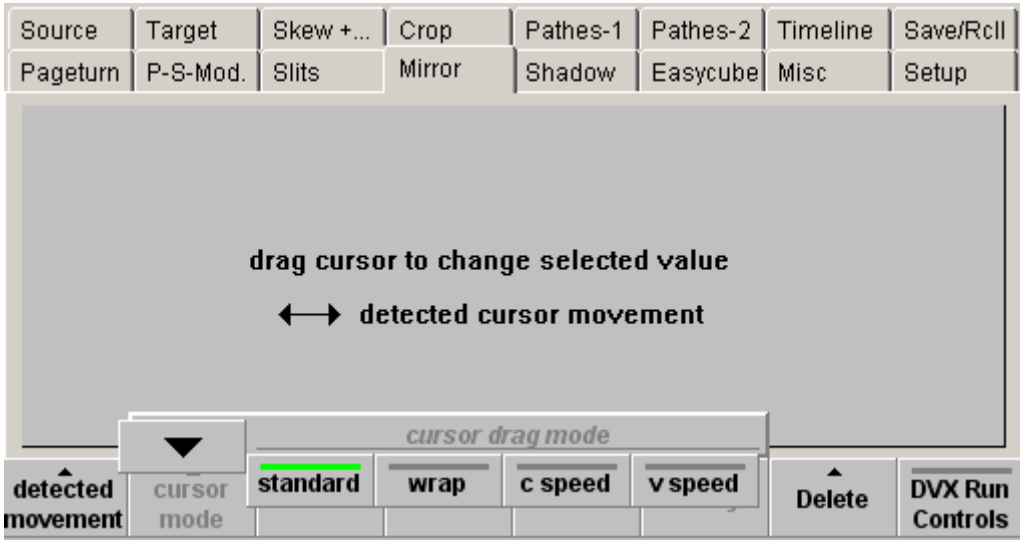 Source Target Skew +... Crop Pathes-1 Pathes-2 Timeline Save/Rcll
Pageturn P-S-Mod. Slits Mirror Shadow Easycube Misc Setup
drag cursor to change selected value
detected cursor movement
cursor drag mode
standard wrap c speed v speed
detected movement
cursor mode
Delete
DVX Run Controls